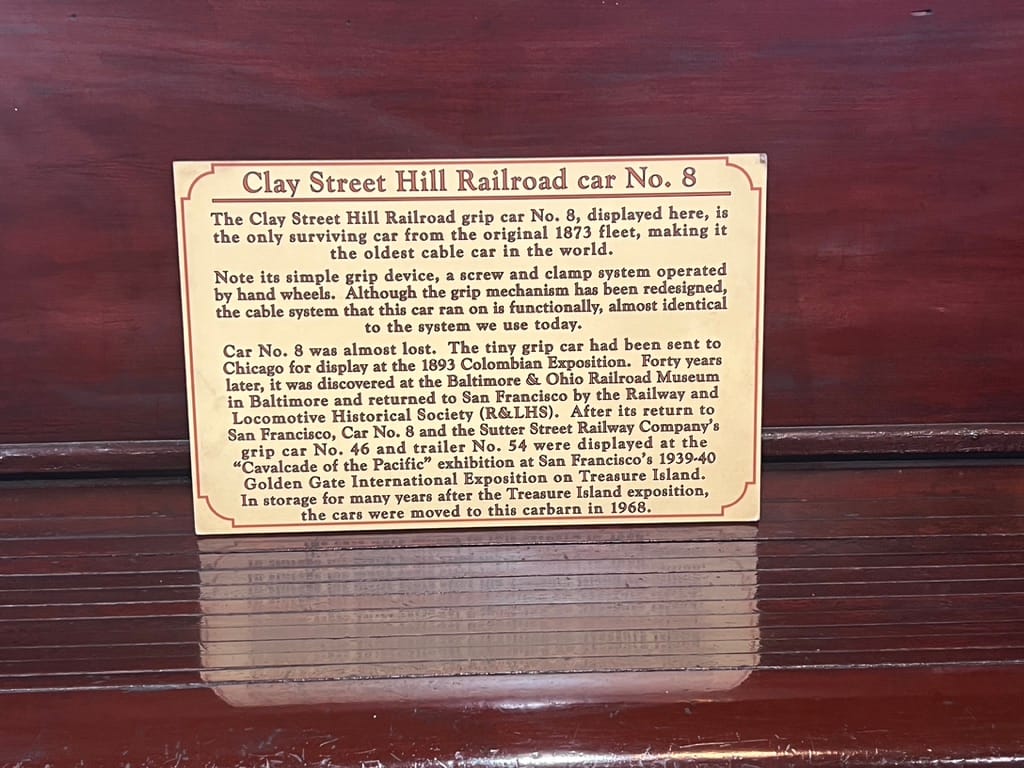 Clay Street Hill Railroad car No. 8
The Clay Street Hill Railroad grip car No. 8, displayed here, is
the only surviving car from the original 1873 fleet, making it
the oldest cable car in the world.
Note its simple grip device, a screw and clamp system operated
by hand wheels. Although the grip mechanism has been redesigned,
the cable system that this car ran on is functionally, almost identical
to the system we use today.
Car No. 8 was almost lost. The tiny grip car had been sent to
Chicago for display at the 1893 Colombian Exposition. Forty years
later, it was discovered at the Baltimore & Ohio Railroad Museum
in Baltimore and returned to San Francisco by the Railway and
Locomotive Historical Society (R&LHS). After its return to
San Francisco, Car No. 8 and the Sutter Street Railway Company's
grip car No. 46 and trailer No. 54 were displayed at the
“Cavalcade of the Pacific” exhibition at San Francisco's 1939-40
Golden Gate International Exposition on Treasure Island.
In storage for many years after the Treasure Island exposition,
the cars were moved to this carbarn in 1968.